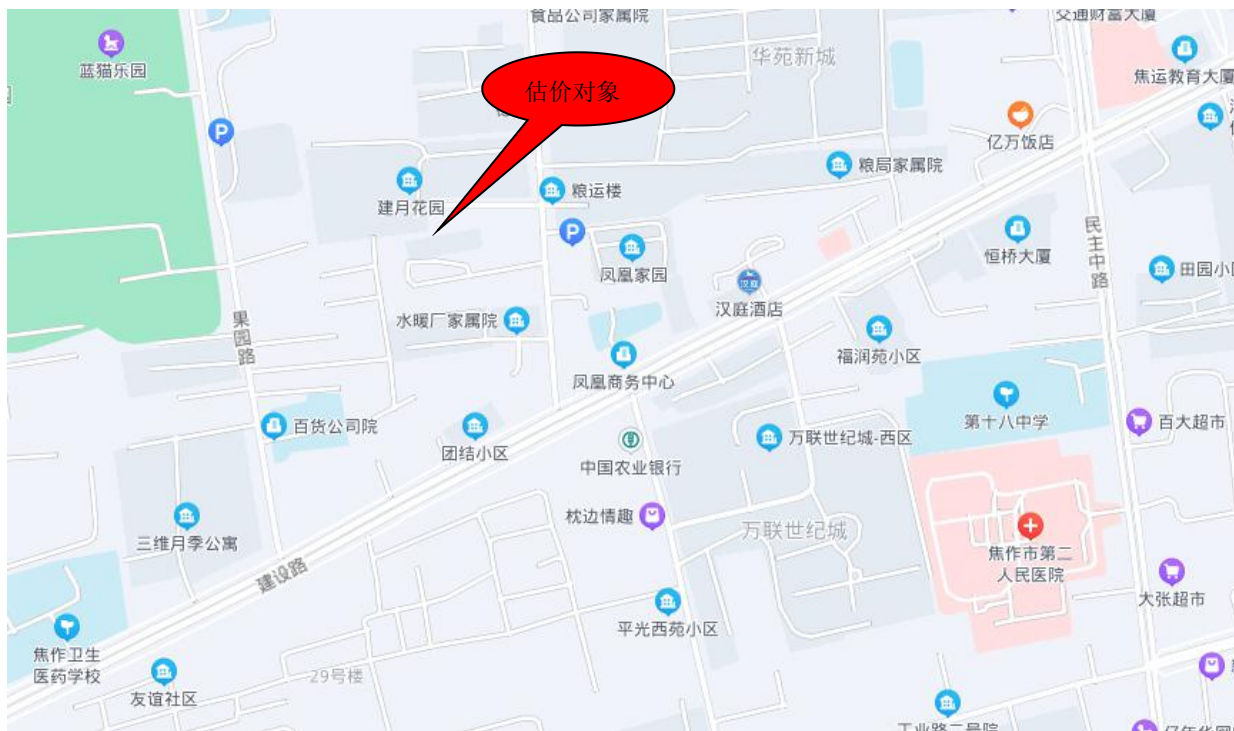 食品公司家属院
交通财富大厦
蓝猫乐园
华苑新城
焦运教育大厦
估价对象
亿万饭店
粮局家属院
建月花园
粮运楼
民主中路
凤凰家园
恒桥大厦
田园小区
汉庭
汉庭酒店
果园路
水暖厂家属院
福润苑小区
凤凰商务中心
百货公司院
团结小区
第十八中学
百大超市
中国农业银行
万联世纪城-西区
枕边情趣
三维月季公寓
万联世纪城
焦作市第二
人民医院
建设路
大张超市
平光西苑小区
焦作卫生
医药学校
友谊社区
29号楼